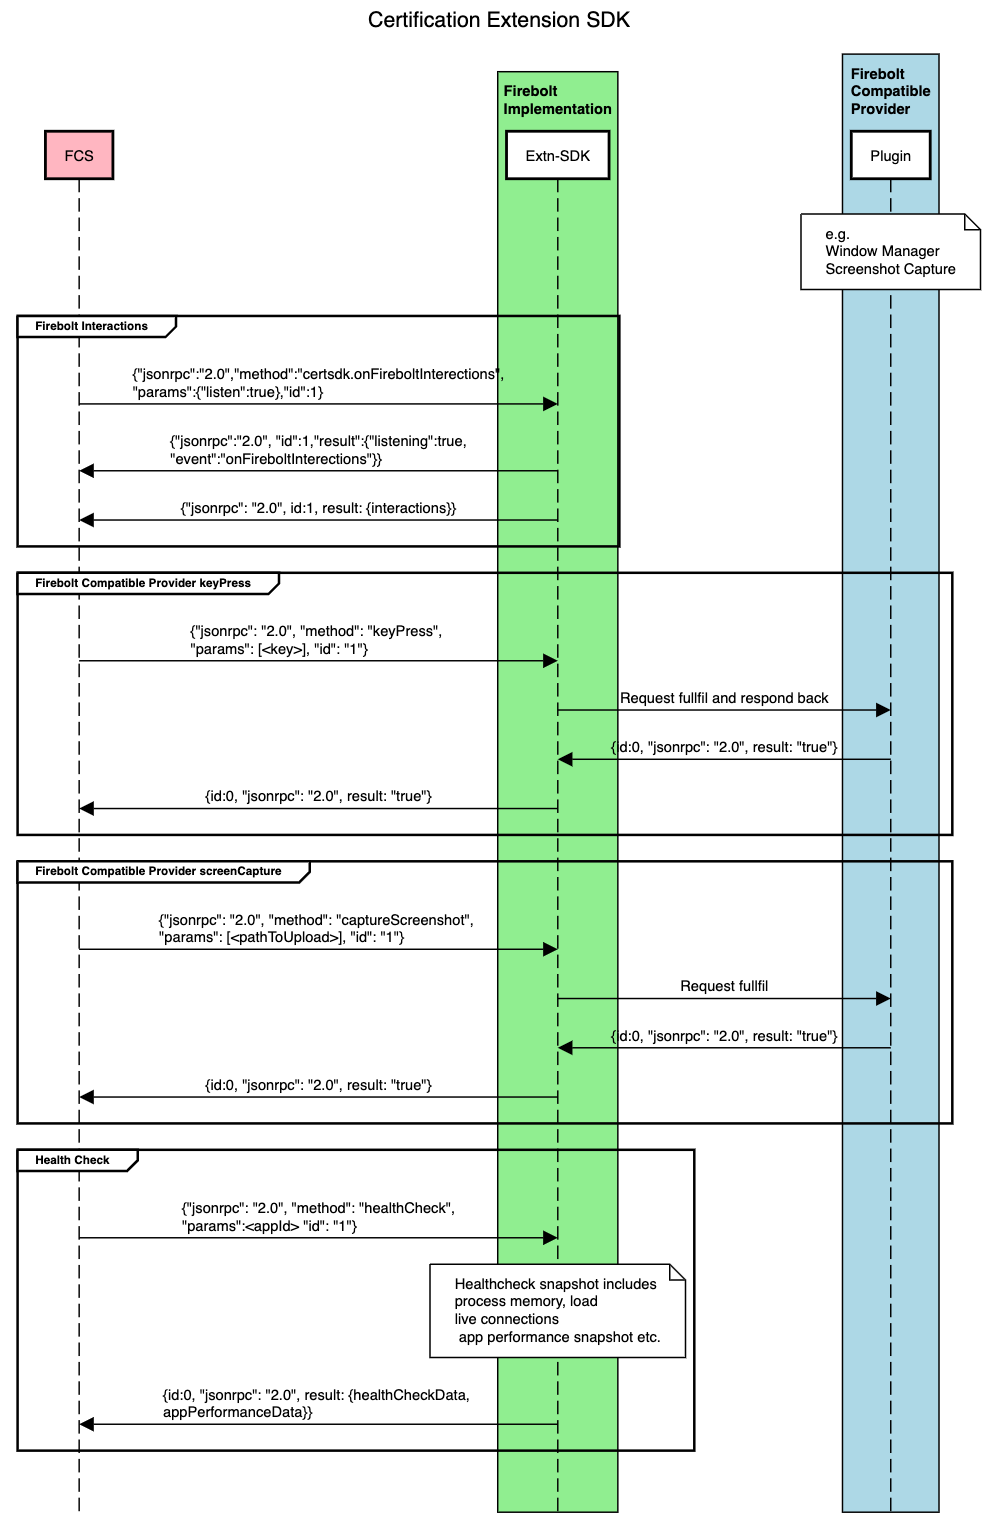 Certification Extension SDK
Firebolt
Implementation
Firebolt
Compatible
Provider
FCS
Extn-SDK
Plugin
e.g.
Window Manager
Screenshot Capture
Firebolt Interactions
{"jsonrpc":"2.0","method":"certsdk.onFireboltInterections",
"params":{"listen":true},"id":1}
{"jsonrpc":"2.0", "id":1,"result":{"listening":true,
"event":"onFireboltInterections"}}
{"jsonrpc": "2.0", id:1, result: {interactions}}
Firebolt Compatible Provider keyPress
{"jsonrpc": "2.0", "method": "keyPress",
"params": [<key>], "id": "1"}
Request fullfil and respond back
{id:0, "jsonrpc": "2.0", result: "true"}
{id:0, "jsonrpc": "2.0", result: "true"}
Firebolt Compatible Provider screenCapture
{"jsonrpc": "2.0", "method": "captureScreenshot",
"params": [<pathToUpload>], "id": "1"}
Request fullfil
{id:0, "jsonrpc": "2.0", result: "true"}
{id:0, "jsonrpc": "2.0", result: "true"}
Health Check
{"jsonrpc": "2.0", "method": "healthCheck",
"params":<appId> "id": "1"}
Healthcheck snapshot includes
process memory, load
live connections
app performance snapshot etc.
{id:0, "jsonrpc": "2.0", result: {healthCheckData,
appPerformanceData}}